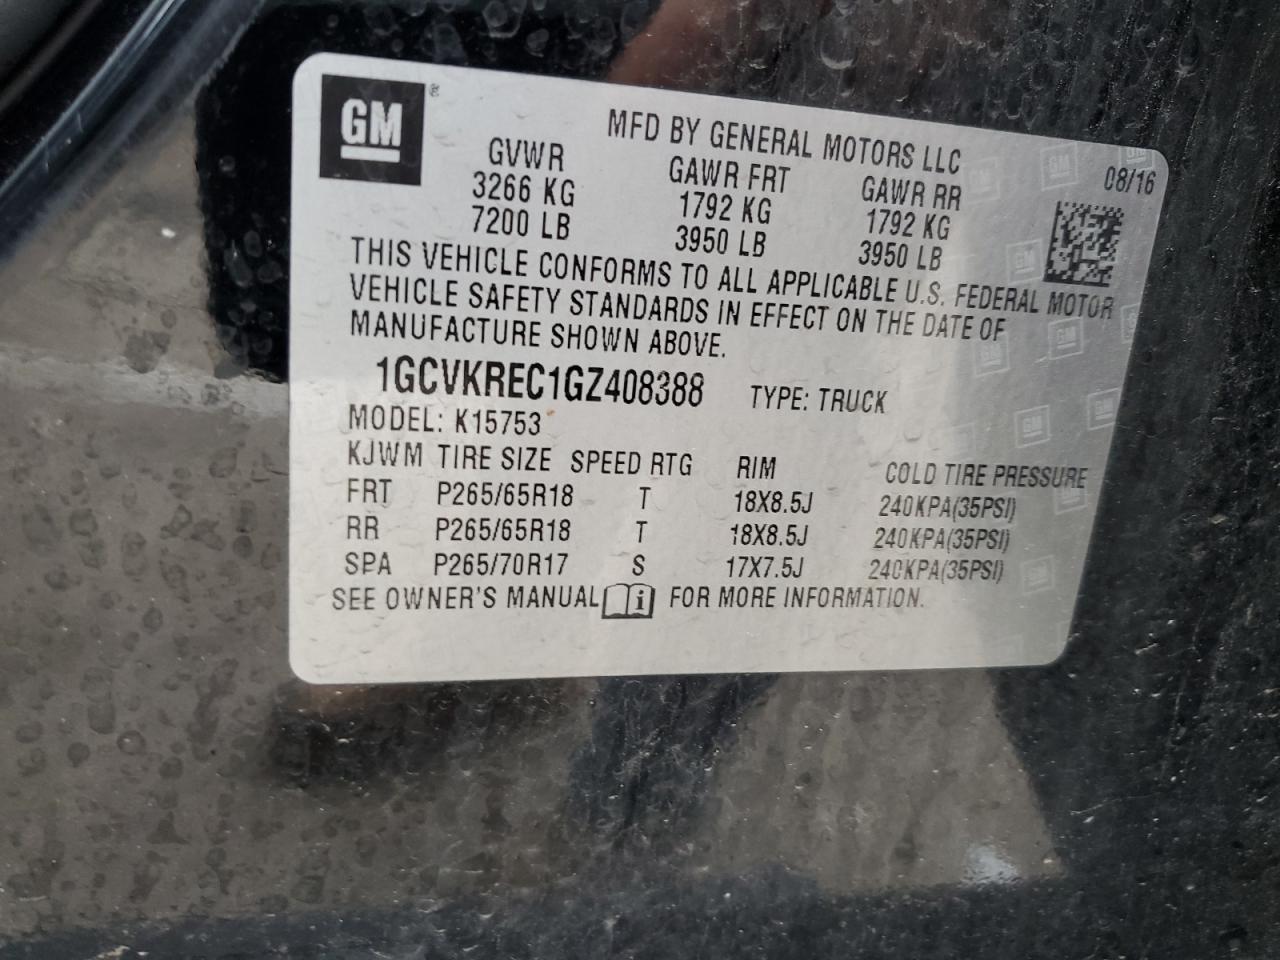 GM®
MFD BY GENERAL MOTORS LLC
08/16
GVWR GAWR FRT GAWR RR
3266 KG 1792 KG 1792 KG
7200 LB 3950 LB 3950 LB
THIS VEHICLE CONFORMS TO ALL APPLICABLE U.S. FEDERAL MOTOR
VEHICLE SAFETY STANDARDS IN EFFECT ON THE DATE OF
MANUFACTURE SHOWN ABOVE.
1GCVKREC1GZ408388 TYPE: TRUCK
MODEL: K15753
KJWM TIRE SIZE SPEED RTG RIM COLD TIRE PRESSURE
FRT P265/65R18 T 18X8.5J 240KPA(35PSI)
RR P265/65R18 T 18X8.5J 240KPA(35PSI)
SPA P265/70R17 S 17X7.5J 240KPA(35PSI)
SEE OWNER'S MANUAL i FOR MORE INFORMATION.